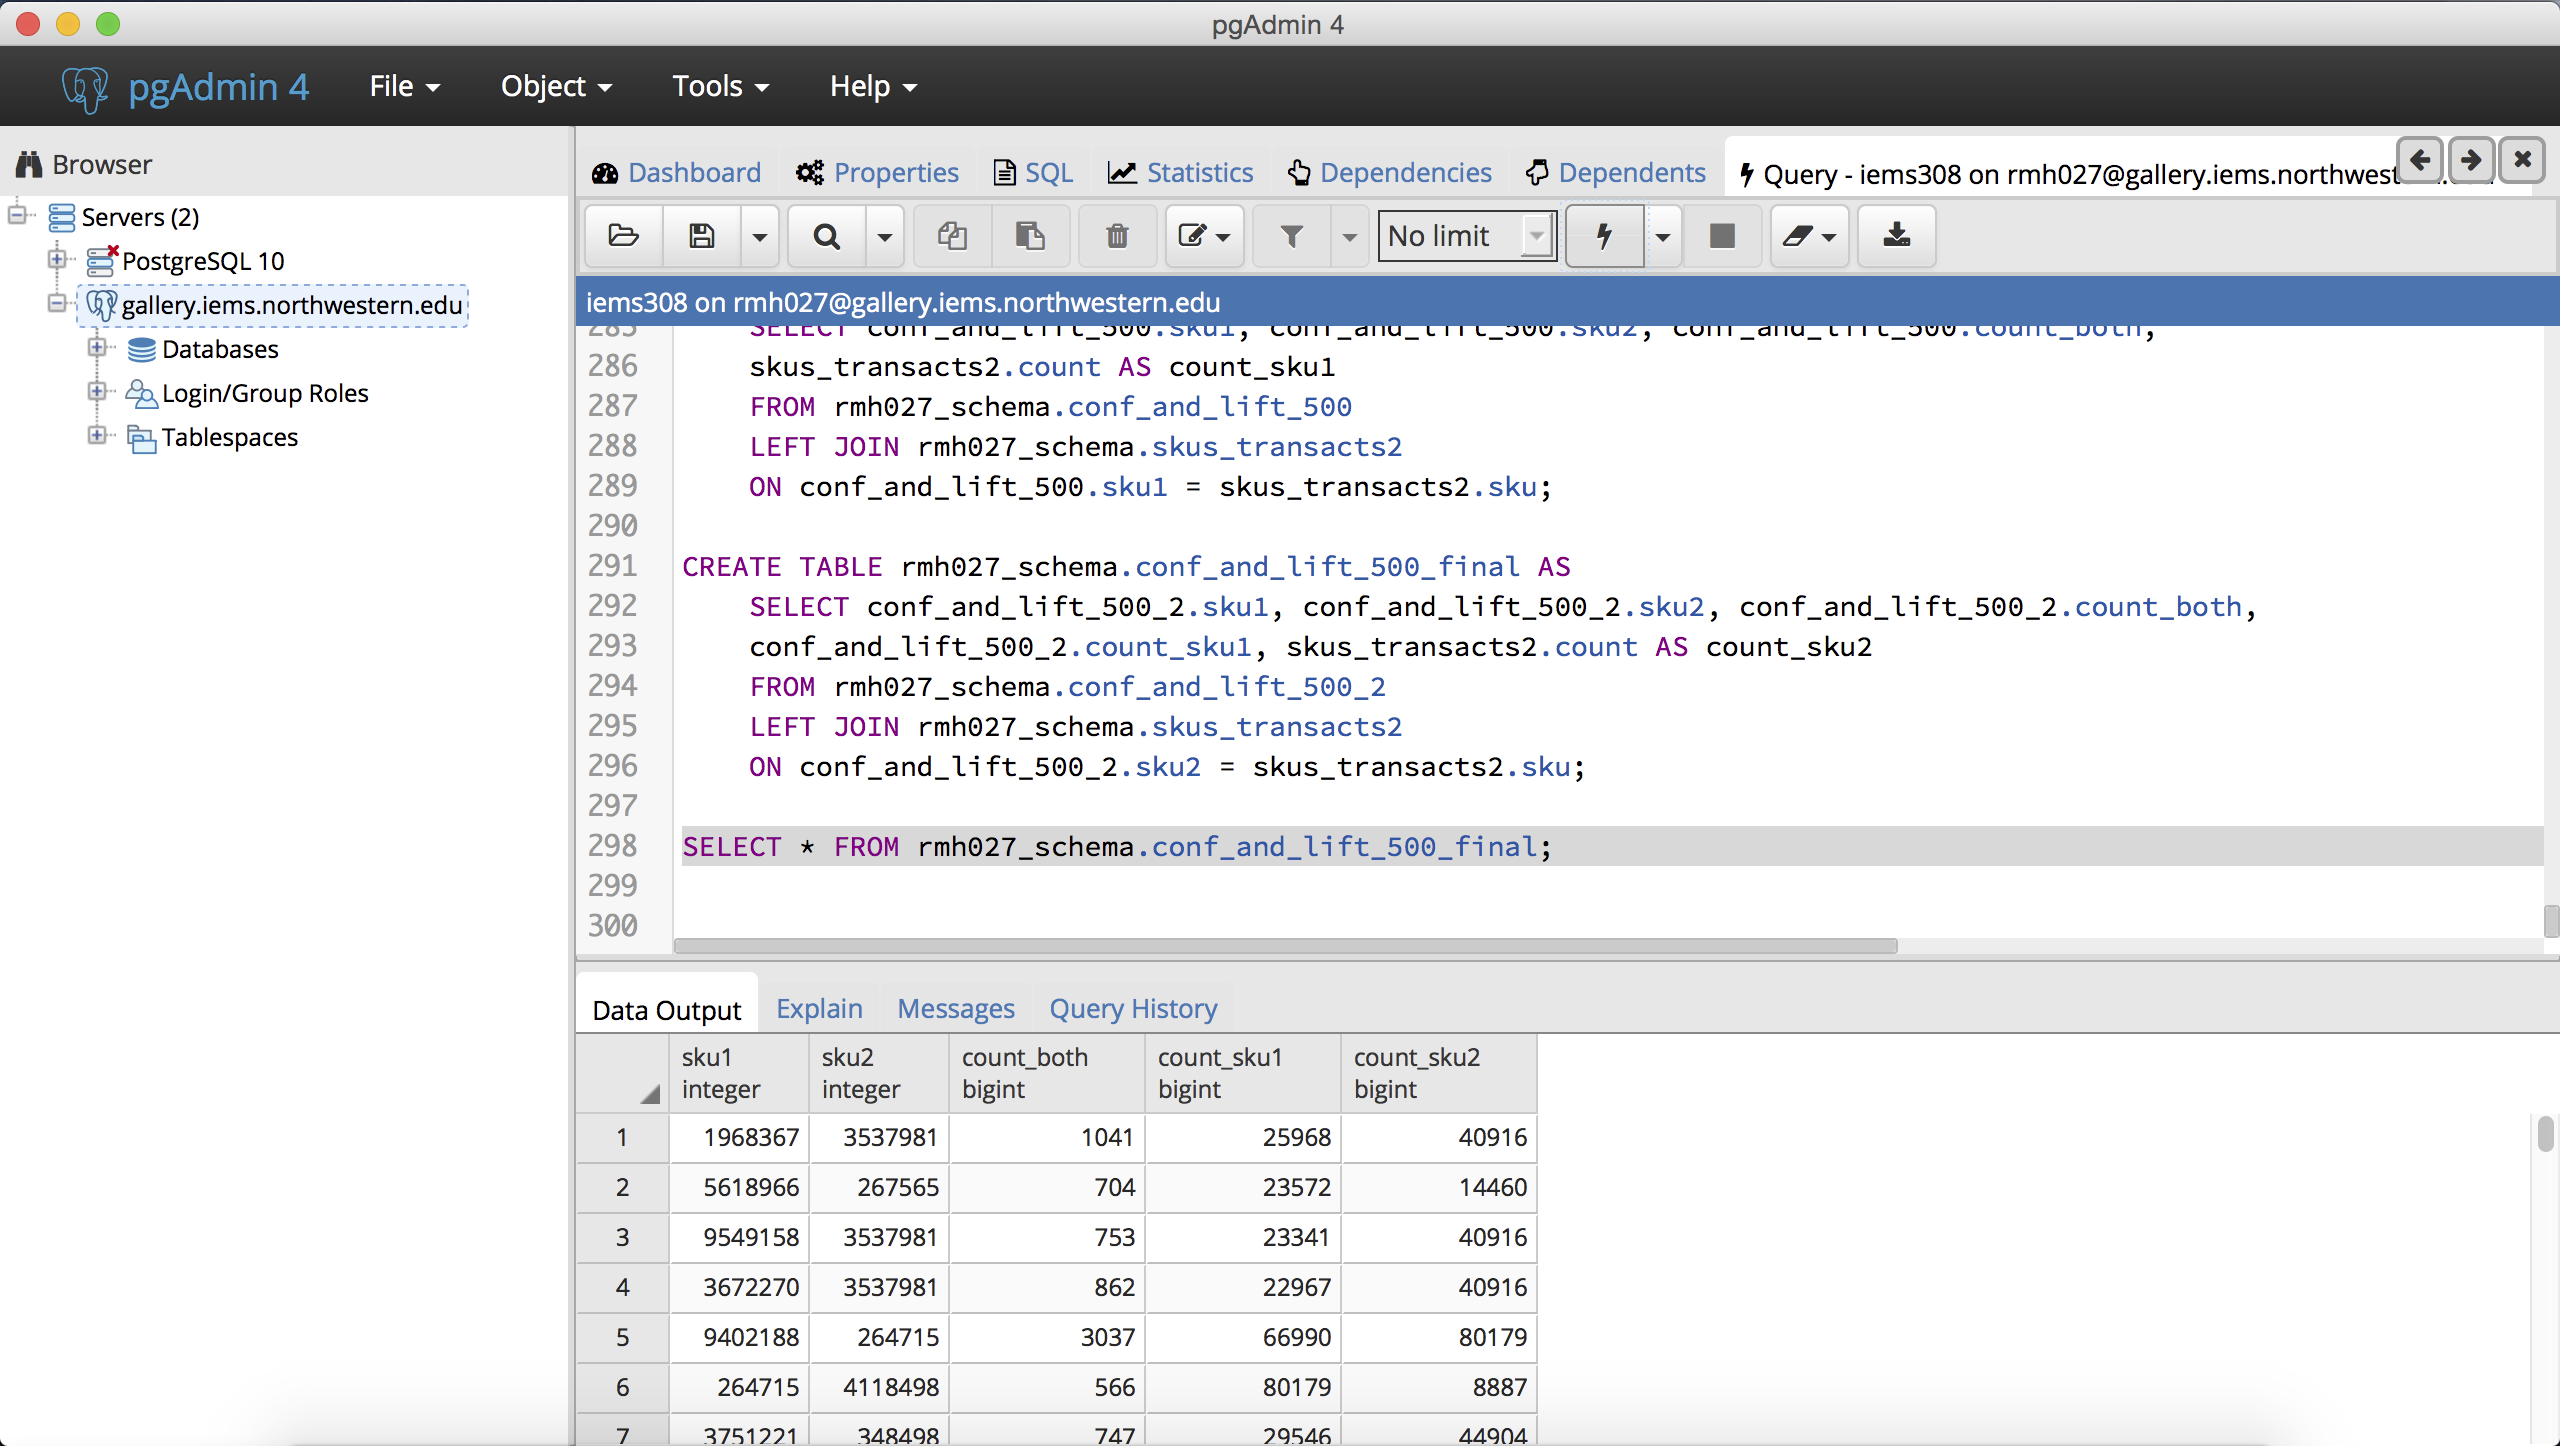 pgAdmin 4
pgAdmin 4 File Object Tools Help
Browser
Servers (2)
PostgreSQL 10
gallery.iems.northwestern.edu
Databases
Login/Group Roles
Tablespaces
Dashboard Properties SQL Statistics Dependencies Dependents Query - iems308 on rmh027@gallery.iems.northwest
No limit
iems308 on rmh027@gallery.iems.northwestern.edu
285 SELECT conf_and_lift_500.sku1, conf_and_lift_500.sku2, conf_and_lift_500.count_both,
286 skus_transacts2.count AS count_sku1
287 FROM rmh027_schema.conf_and_lift_500
288 LEFT JOIN rmh027_schema.skus_transacts2
289 ON conf_and_lift_500.sku1 = skus_transacts2.sku;
290
291 CREATE TABLE rmh027_schema.conf_and_lift_500_final AS
292 SELECT conf_and_lift_500_2.sku1, conf_and_lift_500_2.sku2, conf_and_lift_500_2.count_both,
293 conf_and_lift_500_2.count_sku1, skus_transacts2.count AS count_sku2
294 FROM rmh027_schema.conf_and_lift_500_2
295 LEFT JOIN rmh027_schema.skus_transacts2
296 ON conf_and_lift_500_2.sku2 = skus_transacts2.sku;
297
298 SELECT * FROM rmh027_schema.conf_and_lift_500_final;
299
300
Data Output Explain Messages Query History
sku1 sku2 count_both count_sku1 count_sku2
integer integer bigint bigint bigint
1 1968367 3537981 1041 25968 40916
2 5618966 267565 704 23572 14460
3 9549158 3537981 753 23341 40916
4 3672270 3537981 862 22967 40916
5 9402188 264715 3037 66990 80179
6 264715 4118498 566 80179 8887
7 3751221 348498 747 29546 44904